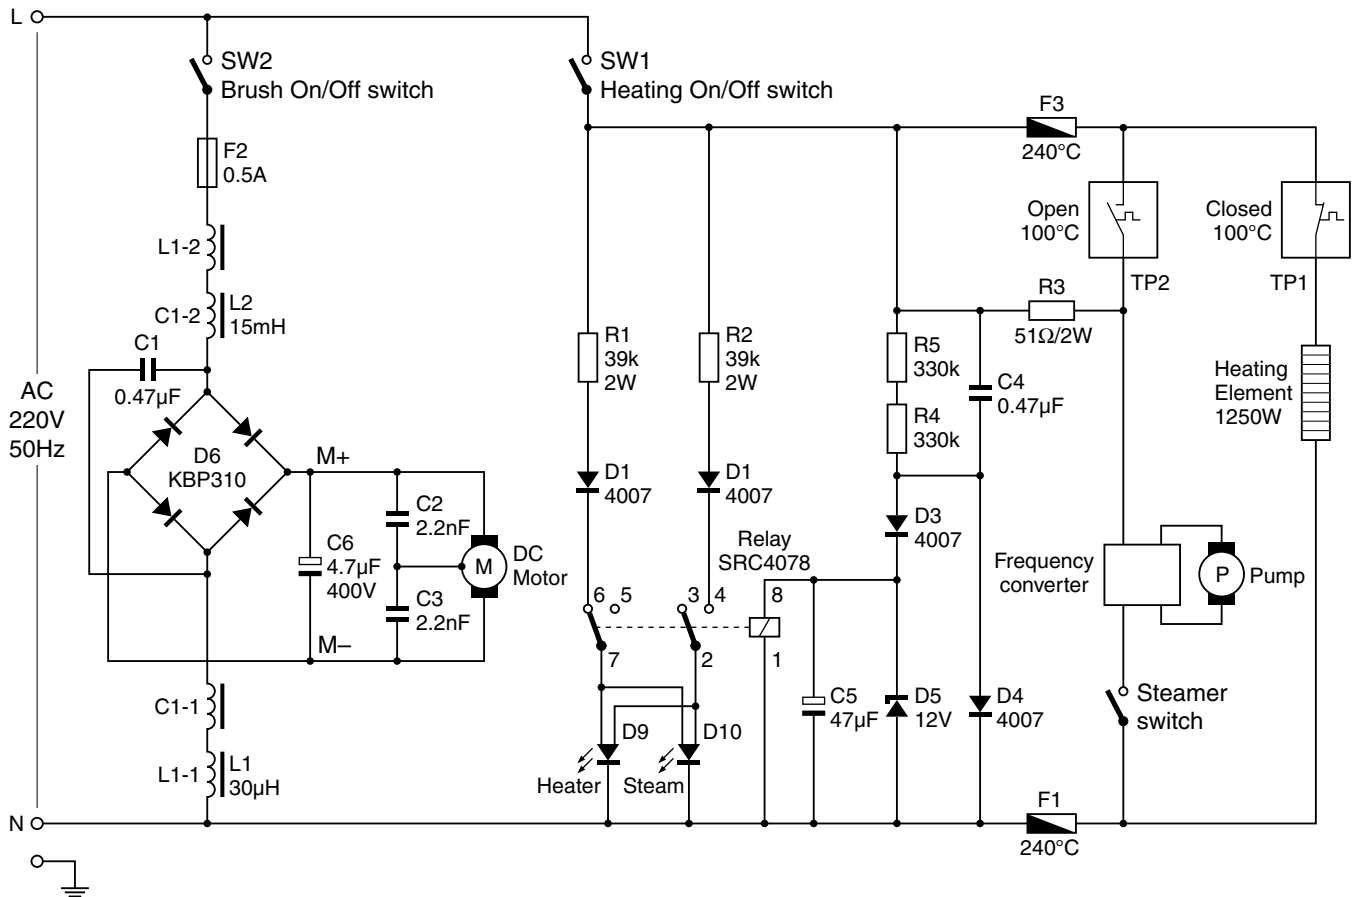 L
SW2
Brush On/Off switch
SW1
Heating On/Off switch
F3
240°C
F2
0.5A
Open
100°C
Closed
100°C
L1-2
TP2
TP1
C1-2
L2
15mH
R3
51Ω/2W
C1
0.47µF
R1
39k
2W
R2
39k
2W
R5
330k
C4
0.47µF
R4
330k
Heating
Element
1250W
AC
220V
50Hz
D6
KBP310
M+
D1
4007
D1
4007
C2
2.2nF
D3
4007
C6
4.7µF
400V
M
DC
Motor
Relay
SRC4078
Frequency
converter
P
Pump
C3
2.2nF
6
5
3
4
8
M–
7
2
1
C1-1
C5
47µF
D5
12V
D4
4007
Steamer
switch
D9
D10
L1-1
L1
30µH
Heater
Steam
F1
240°C
N